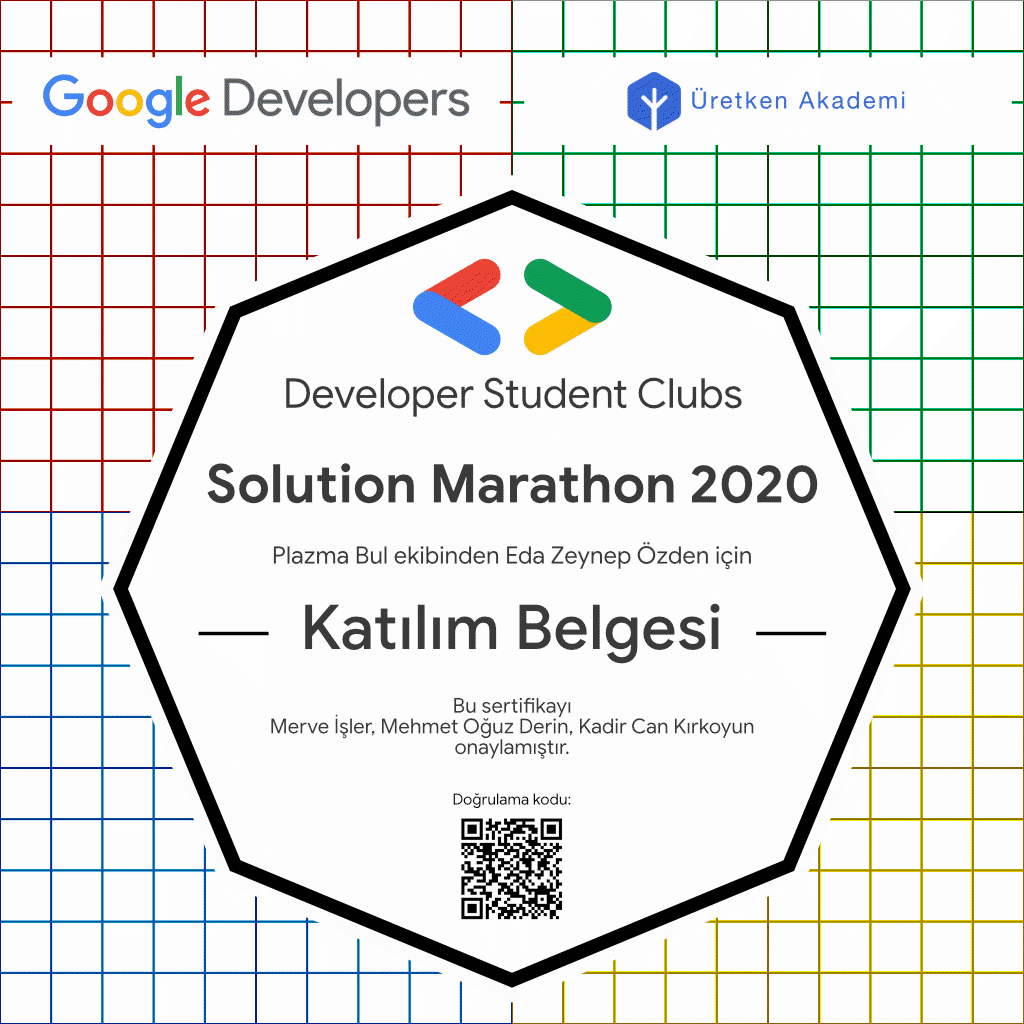 Google Developers
Üretken Akademi
Developer Student Clubs
Solution Marathon 2020
Plazma Bul ekibinden Eda Zeynep Özden için
Katılım Belgesi
Bu sertifikayı
Merve İşler, Mehmet Oğuz Derin, Kadir Can Kırkoyun
onaylamıştır.
Doğrulama kodu: